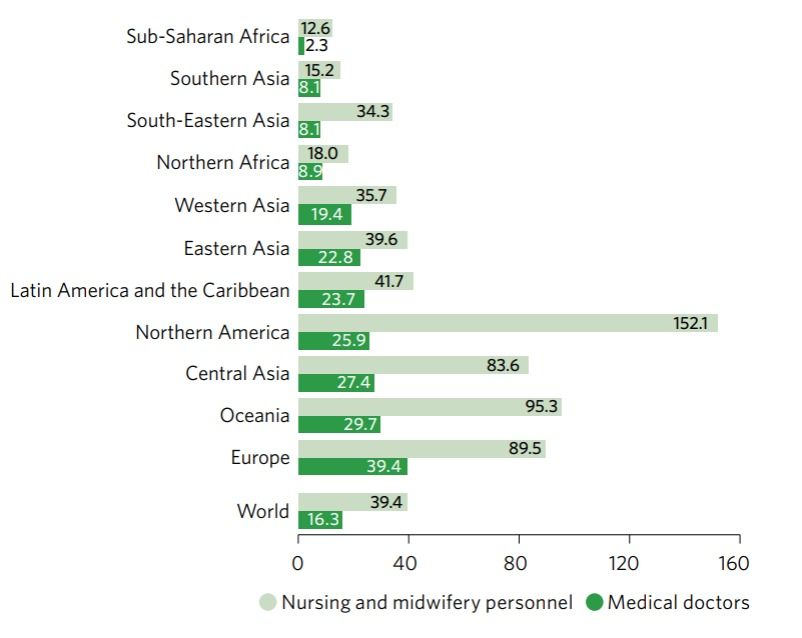 Sub-Saharan Africa 12.6
2.3
Southern Asia 15.2
8.1
South-Eastern Asia 34.3
8.1
Northern Africa 18.0
8.9
Western Asia 35.7
19.4
Eastern Asia 39.6
22.8
Latin America and the Caribbean 41.7
23.7
Northern America 152.1
25.9
Central Asia 83.6
27.4
Oceania 95.3
29.7
Europe 89.5
39.4
World 39.4
16.3
0 40 80 120 160
Nursing and midwifery personnel Medical doctors